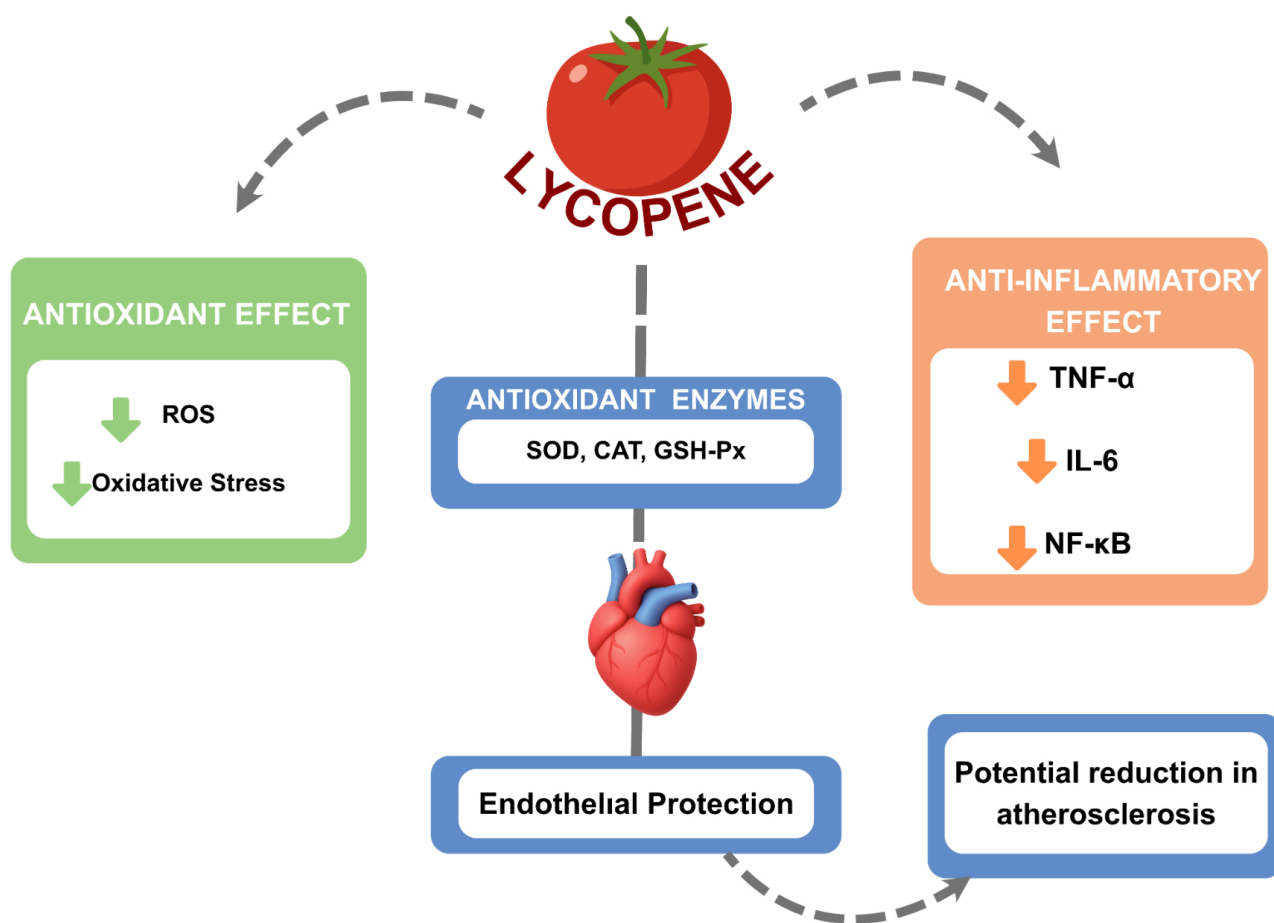 LYCOPENE
ANTIOXIDANT EFFECT
ROS
Oxidative Stress
ANTIOXIDANT ENZYMES
SOD, CAT, GSH-Px
ANTI-INFLAMMATORY
EFFECT
TNF-α
IL-6
NF-κB
Endothelıal Protection
Potential reduction in
atherosclerosis